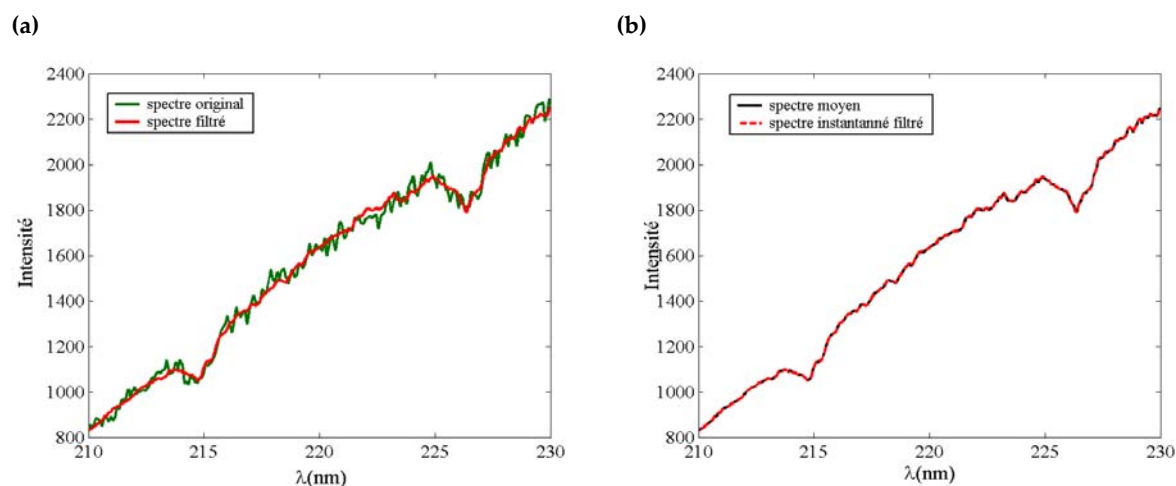 (a)
2400
2200
2000
1800
1600
1400
1200
1000
800
Intensité
spectre original
spectre filtré
210
215
220
225
230
λ(nm)
(b)
2400
2200
2000
1800
1600
1400
1200
1000
800
Intensité
spectre moyen
spectre instantanné filtré
210
215
220
225
230
λ(nm)